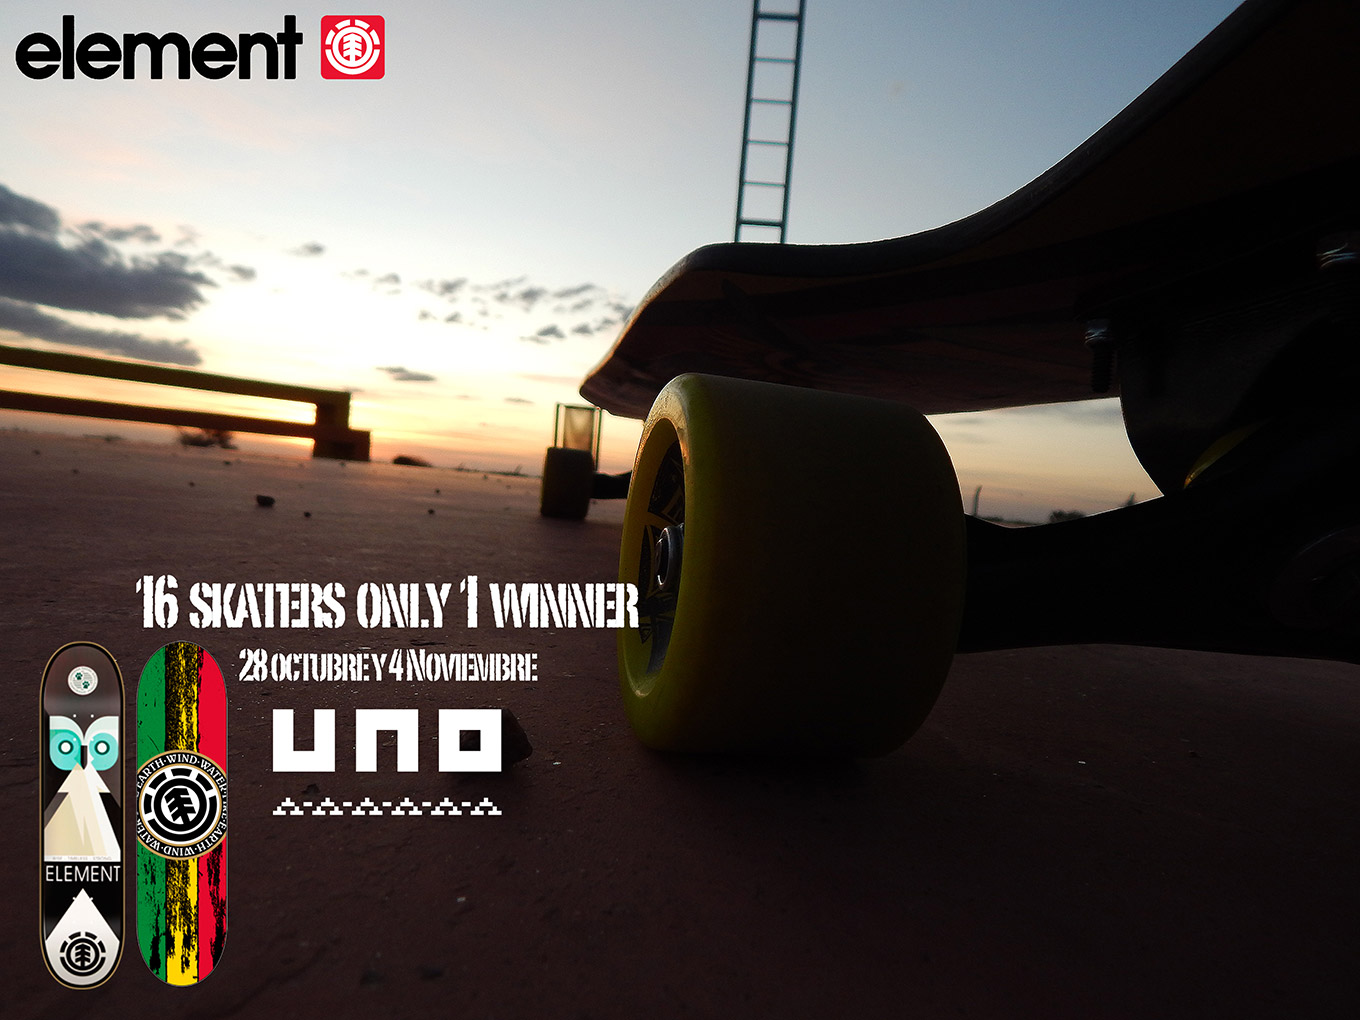 element
16 SKATERS ONLY 1 WINNER
28 OCTUBRE Y 4 NOVIEMBRE
uno
ELEMENT
EARTH·WIND·WATER·FIRE·EARTH·WIND·WATER